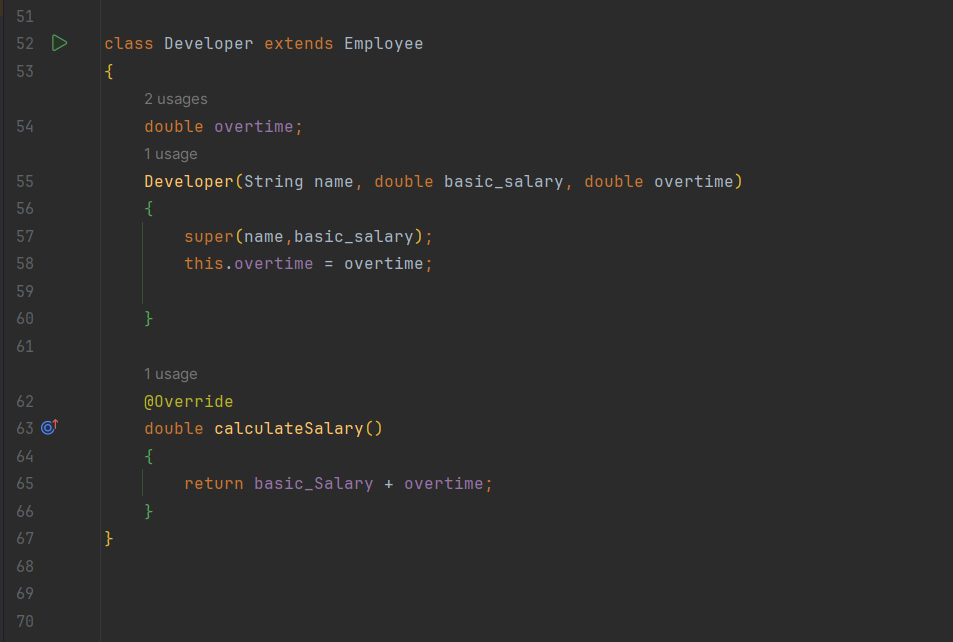 51
52 class Developer extends Employee
53 {
2 usages
54 double overtime;
1 usage
55 Developer(String name, double basic_salary, double overtime)
56 {
57 super(name,basic_salary);
58 this.overtime = overtime;
59
60 }
61
1 usage
62 @Override
63 double calculateSalary()
64 {
65 return basic_Salary + overtime;
66 }
67 }
68
69
70